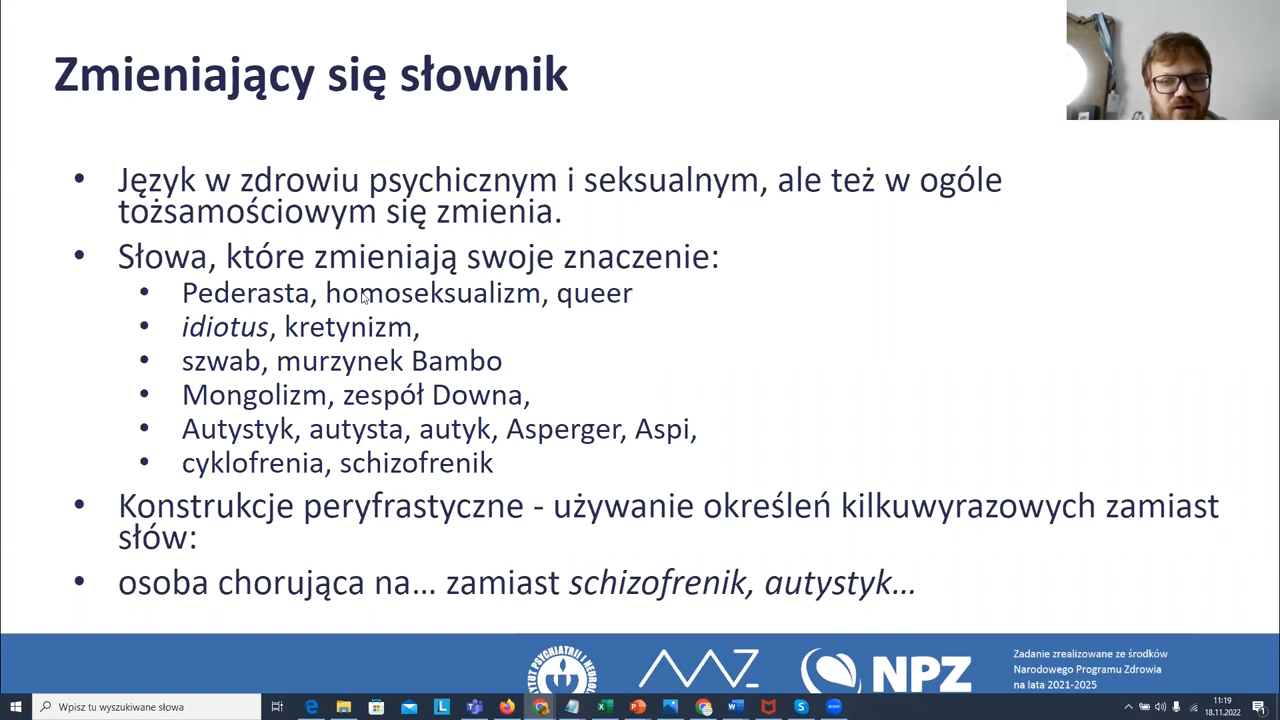 Zmieniający się słownik
Język w zdrowiu psychicznym i seksualnym, ale też w ogóle
tożsamościowym się zmienia.
Słowa, które zmieniają swoje znaczenie:
Pederasta, homoseksualizm, queer
idiotus, kretynizm,
szwab, murzynek Bambo
Mongolizm, zespół Downa,
Autystyk, autysta, autyk, Asperger, Aspi,
cyklofrenia, schizofrenik
Konstrukcje peryfrastyczne - używanie określeń kilkuwyrazowych zamiast
słów:
osoba chorująca na... zamiast schizofrenik, autystyk...
NPZ
Zadanie zrealizowane ze środków
Narodowego Programu Zdrowia
na lata 2021-2025
Wpisz tu wyszukiwane słowa
11:19
18.11.2022